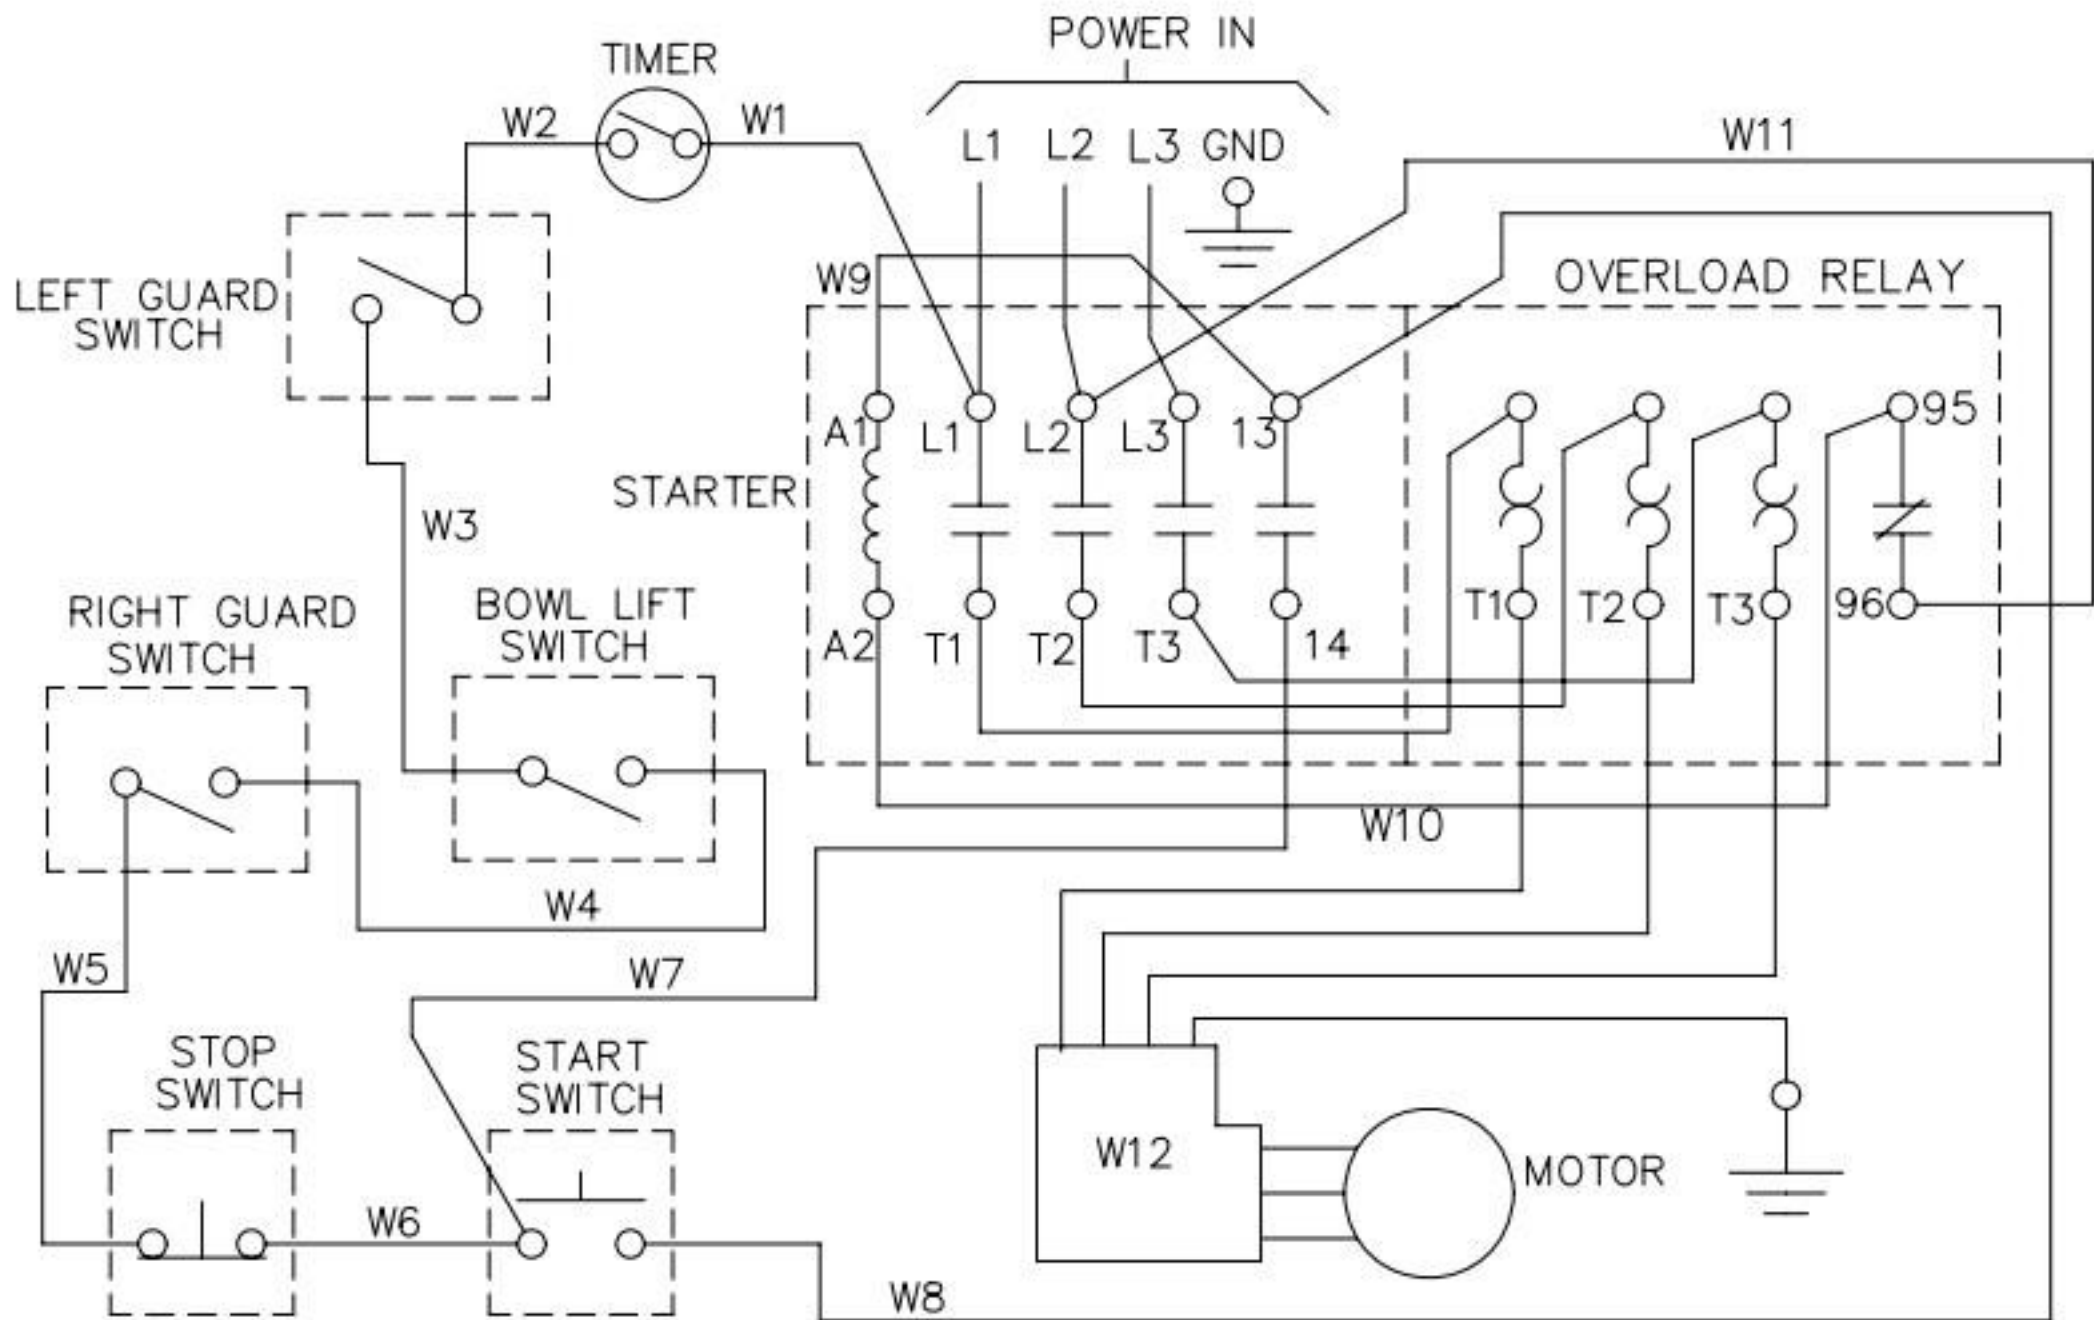 POWER IN
TIMER
W2
W1
L1 L2 L3 GND
W11
W9
OVERLOAD RELAY
LEFT GUARD
SWITCH
A1 L1 L2 L3 13
95
STARTER
W3
RIGHT GUARD
SWITCH
BOWL LIFT
SWITCH
A2 T1 T2 T3 14
T1 T2 T3 96
W10
W4
W5
W7
STOP
SWITCH
START
SWITCH
W12
MOTOR
W6
W8